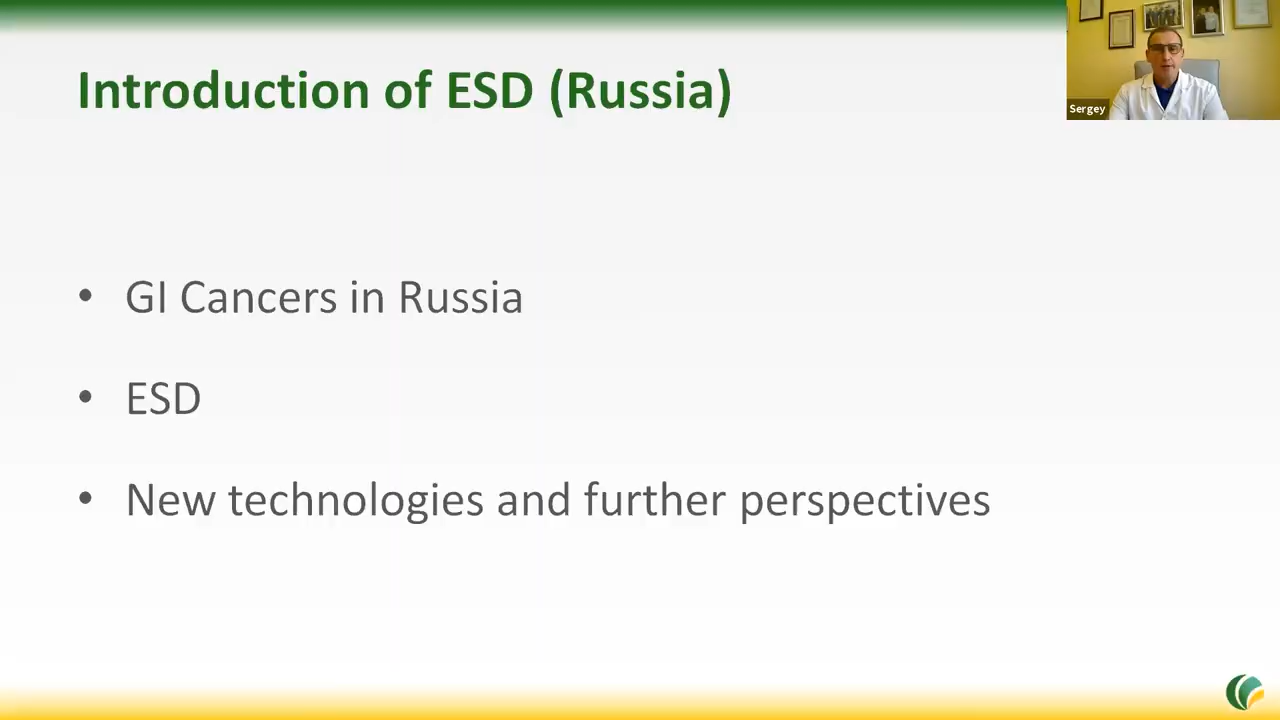 Introduction of ESD (Russia)
Sergey
• GI Cancers in Russia
• ESD
• New technologies and further perspectives